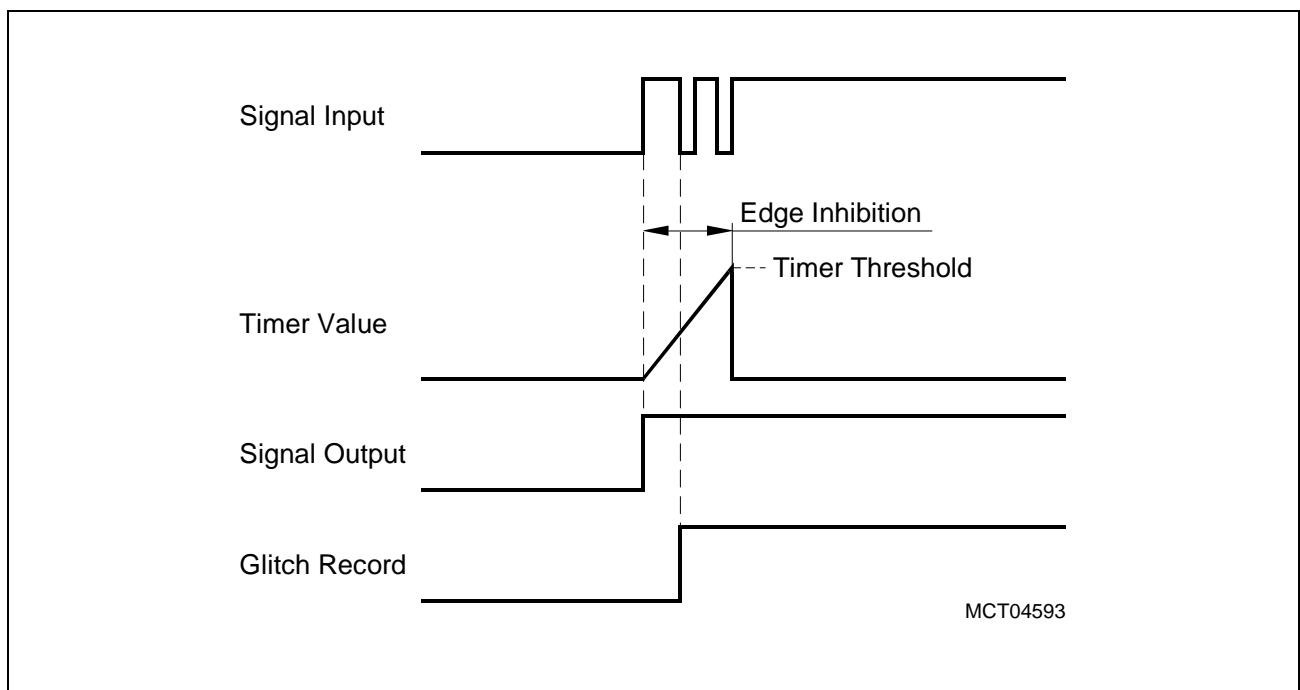 Signal Input
Edge Inhibition
Timer Threshold
Timer Value
Signal Output
Glitch Record
MCT04593